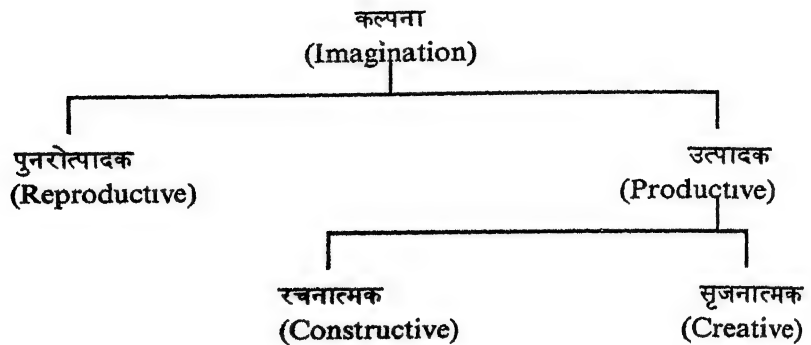 कल्पना
(Imagination)
पुनरोत्पादक
(Reproductive)
उत्पादक
(Productive)
रचनात्मक
(Constructive)
सृजनात्मक
(Creative)